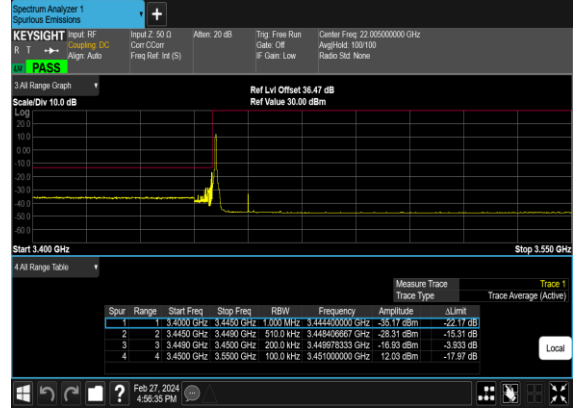 Spectrum Analyzer 1
Spurious Emissions
+
KEYSIGHT Input: RF Input Z: 50 Ω Atten: 20 dB Trig: Free Run Center Freq: 22.005000000 GHz
R T Coupling: DC Corr CCorr Gate: Off Avg|Hold: 100/100
Align: Auto Freq Ref: Int (S) IF Gain: Low Radio Std: None
PASS
3 All Range Graph
Ref Lvl Offset 36.47 dB
Scale/Div 10.0 dB Ref Value 30.00 dBm
Log
20.0
10.0
0.00
-10.0
-20.0
-30.0
-40.0
-50.0
-60.0
Start 3.400 GHz Stop 3.550 GHz
4 All Range Table
Measure Trace Trace 1
Trace Type Trace Average (Active)
Spur Range Start Freq Stop Freq RBW Frequency Amplitude ΔLimit
1 1 3.4000 GHz 3.4450 GHz 1.000 MHz 3.444400000 GHz -35.17 dBm -22.17 dB
2 2 3.4450 GHz 3.4490 GHz 510.0 kHz 3.448406667 GHz -28.31 dBm -15.31 dB
3 3 3.4490 GHz 3.4500 GHz 200.0 kHz 3.449978333 GHz -16.93 dBm -3.933 dB
4 4 3.4500 GHz 3.5500 GHz 100.0 kHz 3.451000000 GHz 12.03 dBm -17.97 dB
Local
?
Feb 27, 2024
4:56:35 PM